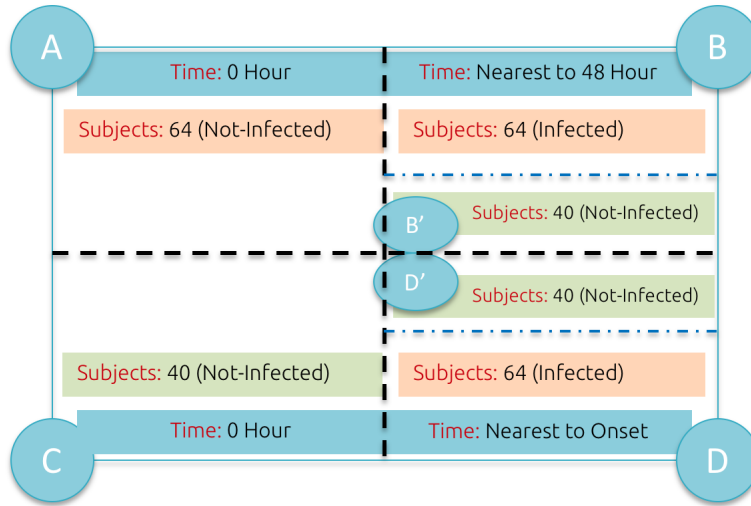 A
B
Time: 0 Hour
Time: Nearest to 48 Hour
Subjects: 64 (Not-Infected)
Subjects: 64 (Infected)
B′
Subjects: 40 (Not-Infected)
D′
Subjects: 40 (Not-Infected)
Subjects: 40 (Not-Infected)
Subjects: 64 (Infected)
Time: 0 Hour
Time: Nearest to Onset
C
D